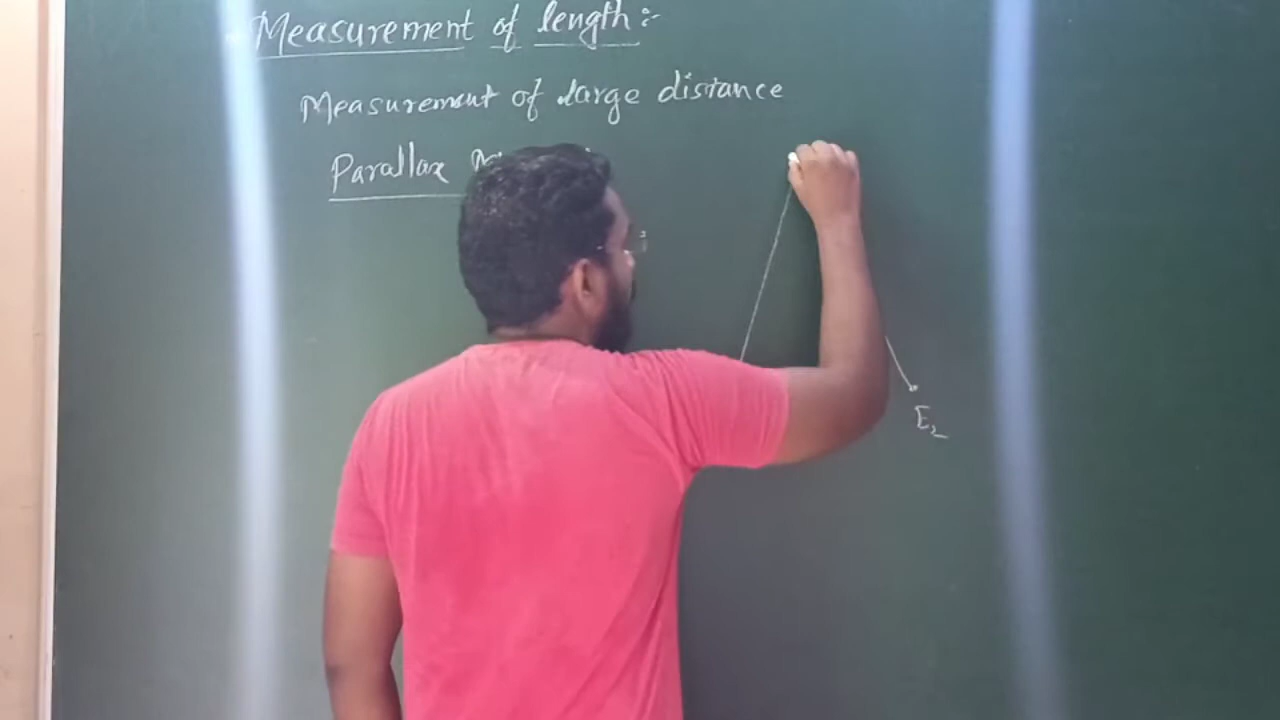 Measurement of length :-
Measurement of large distance
Parallax
E₂